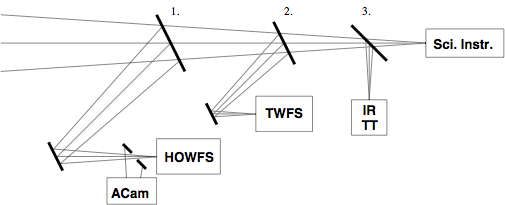 1.
2.
3.
Sci. Instr.
TWFS
IR
TT
HOWFS
ACam